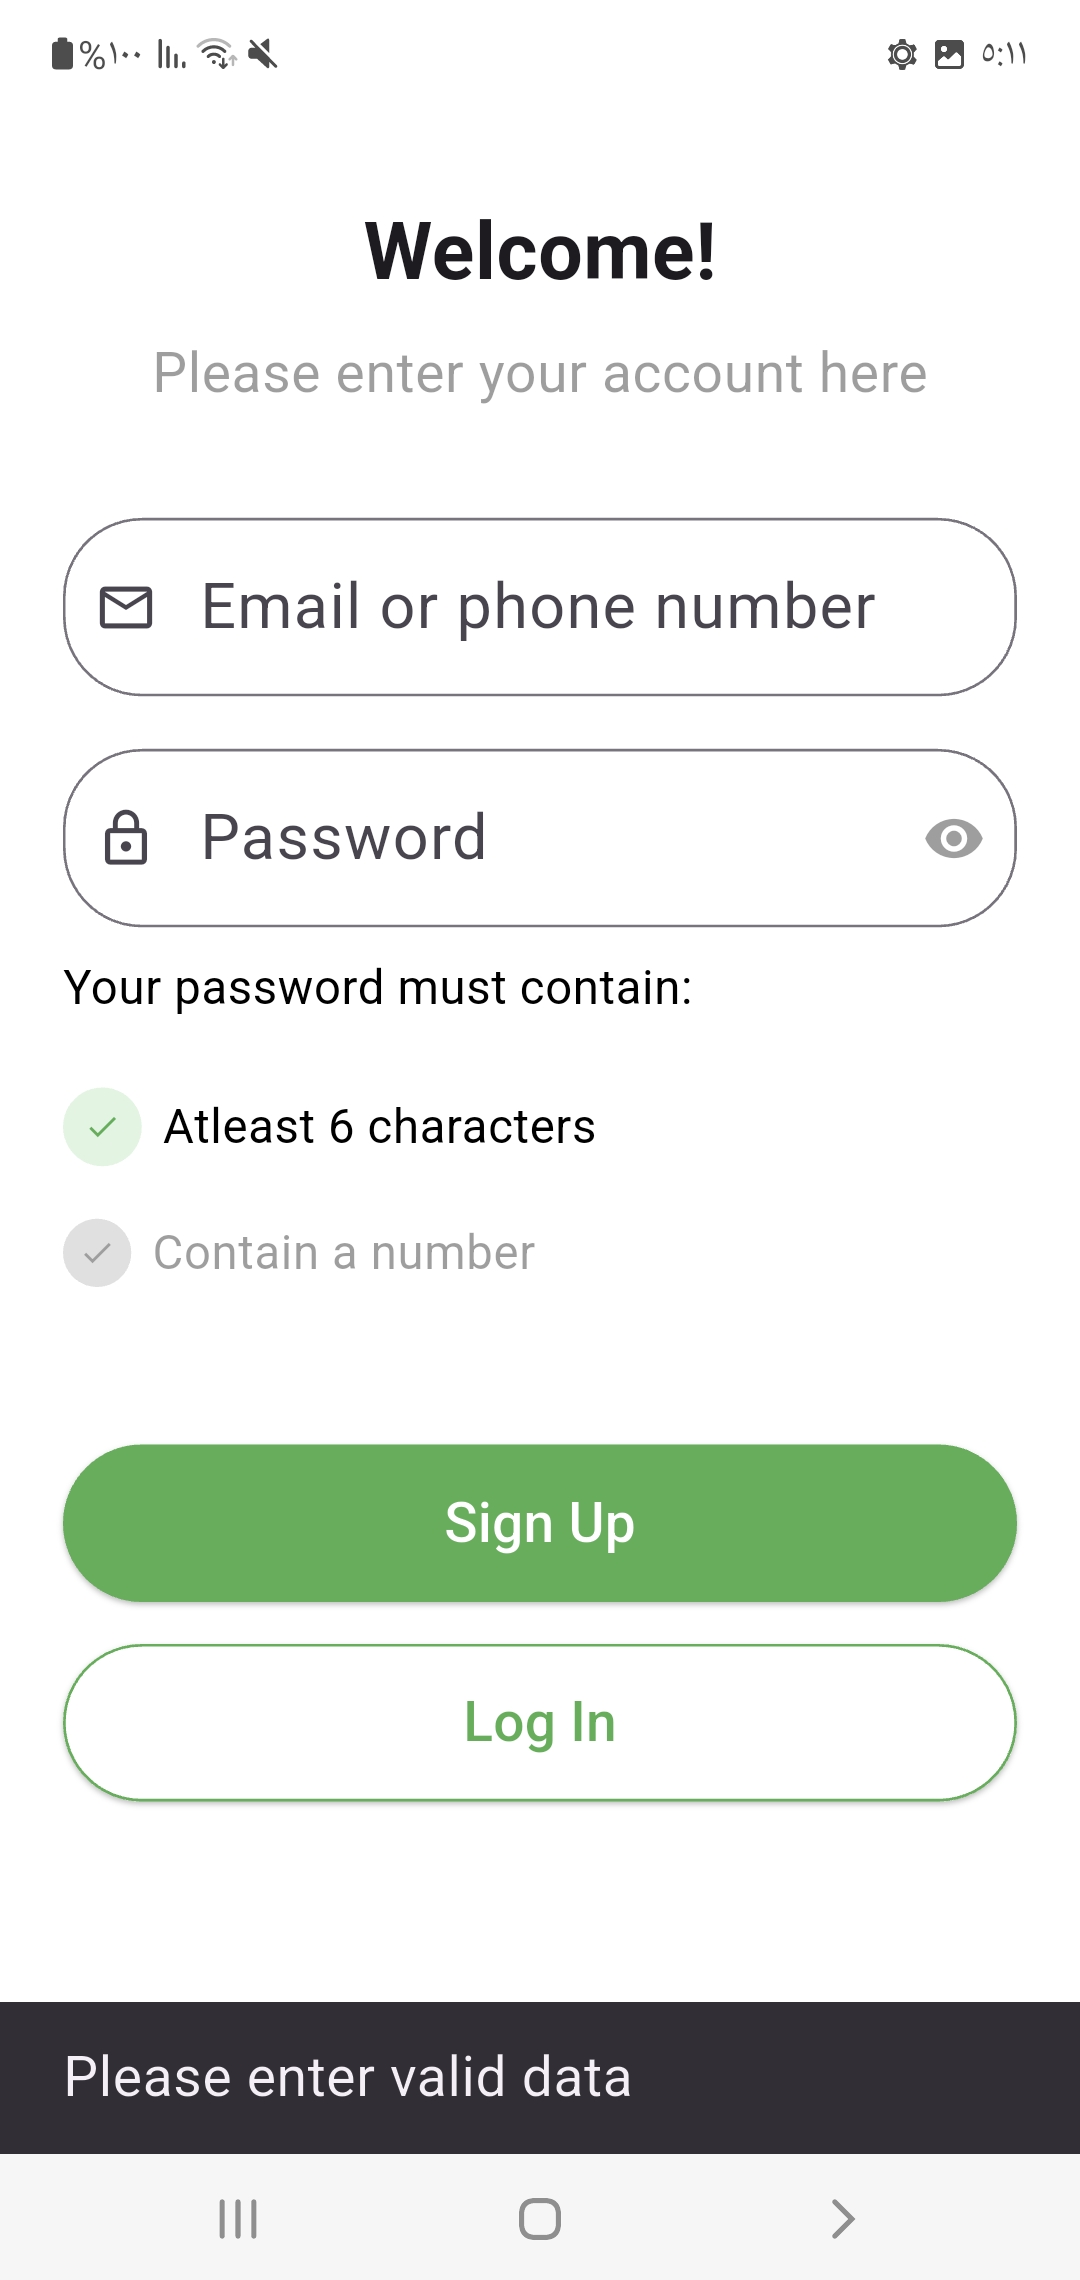 %١٠٠ ٥:١١
Welcome!
Please enter your account here
Email or phone number
Password
Your password must contain:
Atleast 6 characters
Contain a number
Sign Up
Log In
Please enter valid data